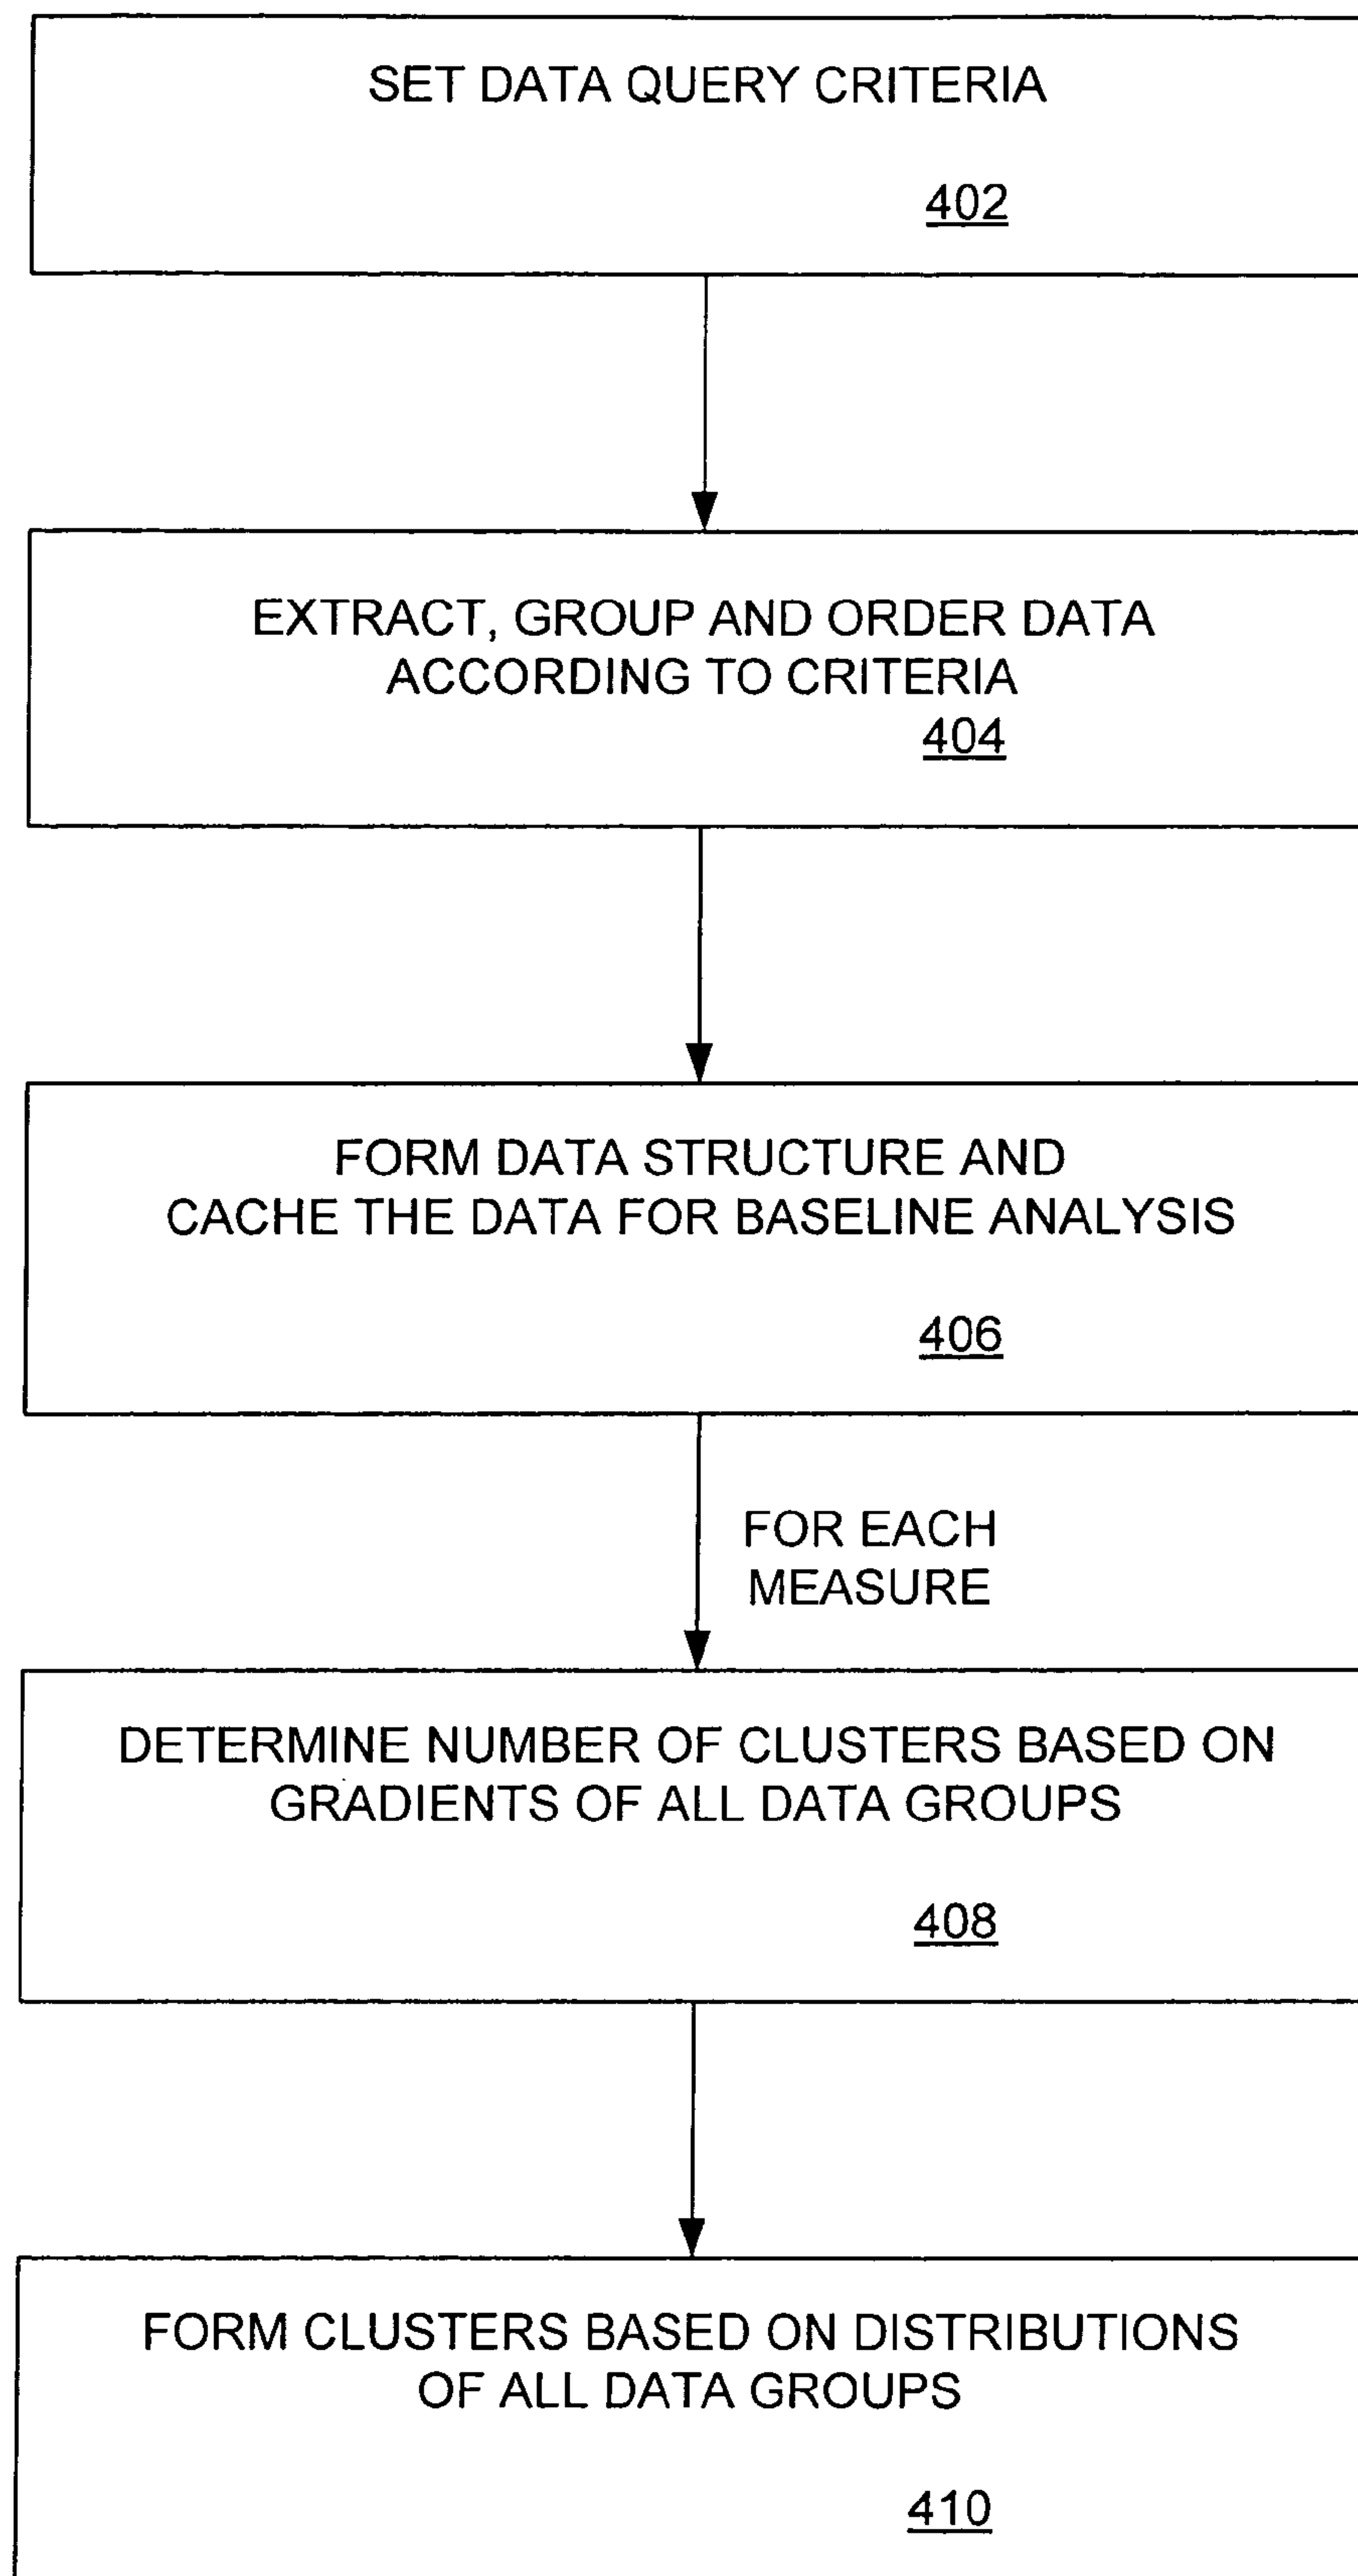 SET DATA QUERY CRITERIA
402
EXTRACT, GROUP AND ORDER DATA
ACCORDING TO CRITERIA
404
FORM DATA STRUCTURE AND
CACHE THE DATA FOR BASELINE ANALYSIS
406
FOR EACH
MEASURE
DETERMINE NUMBER OF CLUSTERS BASED ON
GRADIENTS OF ALL DATA GROUPS
408
FORM CLUSTERS BASED ON DISTRIBUTIONS
OF ALL DATA GROUPS
410